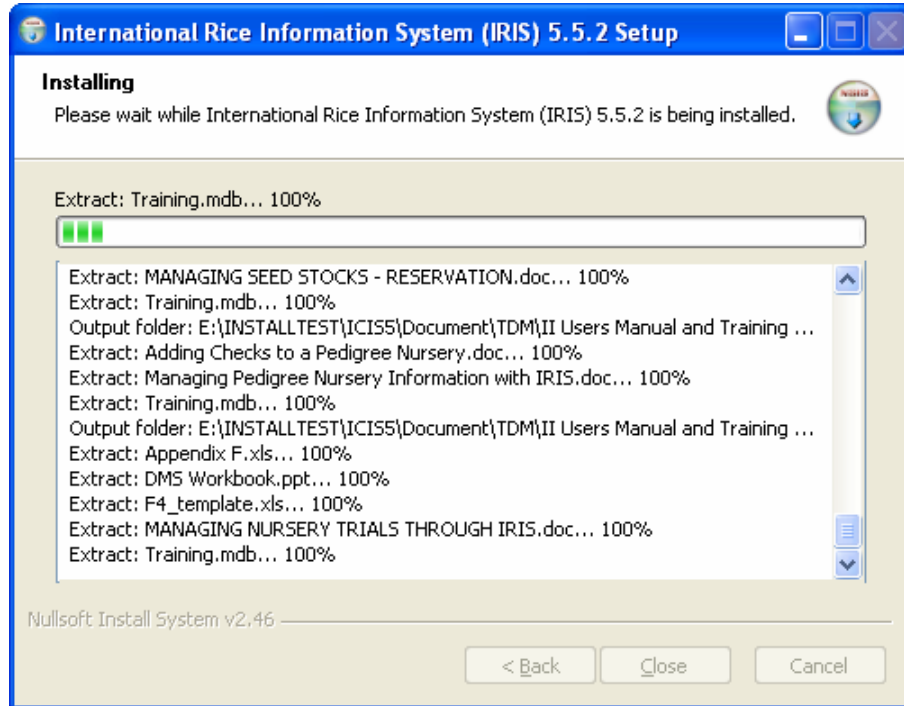 International Rice Information System (IRIS) 5.5.2 Setup
Installing
Please wait while International Rice Information System (IRIS) 5.5.2 is being installed.
Extract: Training.mdb... 100%
Extract: MANAGING SEED STOCKS - RESERVATION.doc... 100%
Extract: Training.mdb... 100%
Output folder: E:\INSTALLTEST\ICIS5\Document\TDM\II Users Manual and Training ...
Extract: Adding Checks to a Pedigree Nursery.doc... 100%
Extract: Managing Pedigree Nursery Information with IRIS.doc... 100%
Extract: Training.mdb... 100%
Output folder: E:\INSTALLTEST\ICIS5\Document\TDM\II Users Manual and Training ...
Extract: Appendix F.xls... 100%
Extract: DMS Workbook.ppt... 100%
Extract: F4_template.xls... 100%
Extract: MANAGING NURSERY TRIALS THROUGH IRIS.doc... 100%
Extract: Training.mdb... 100%
Nullsoft Install System v2.46
< Back
Close
Cancel